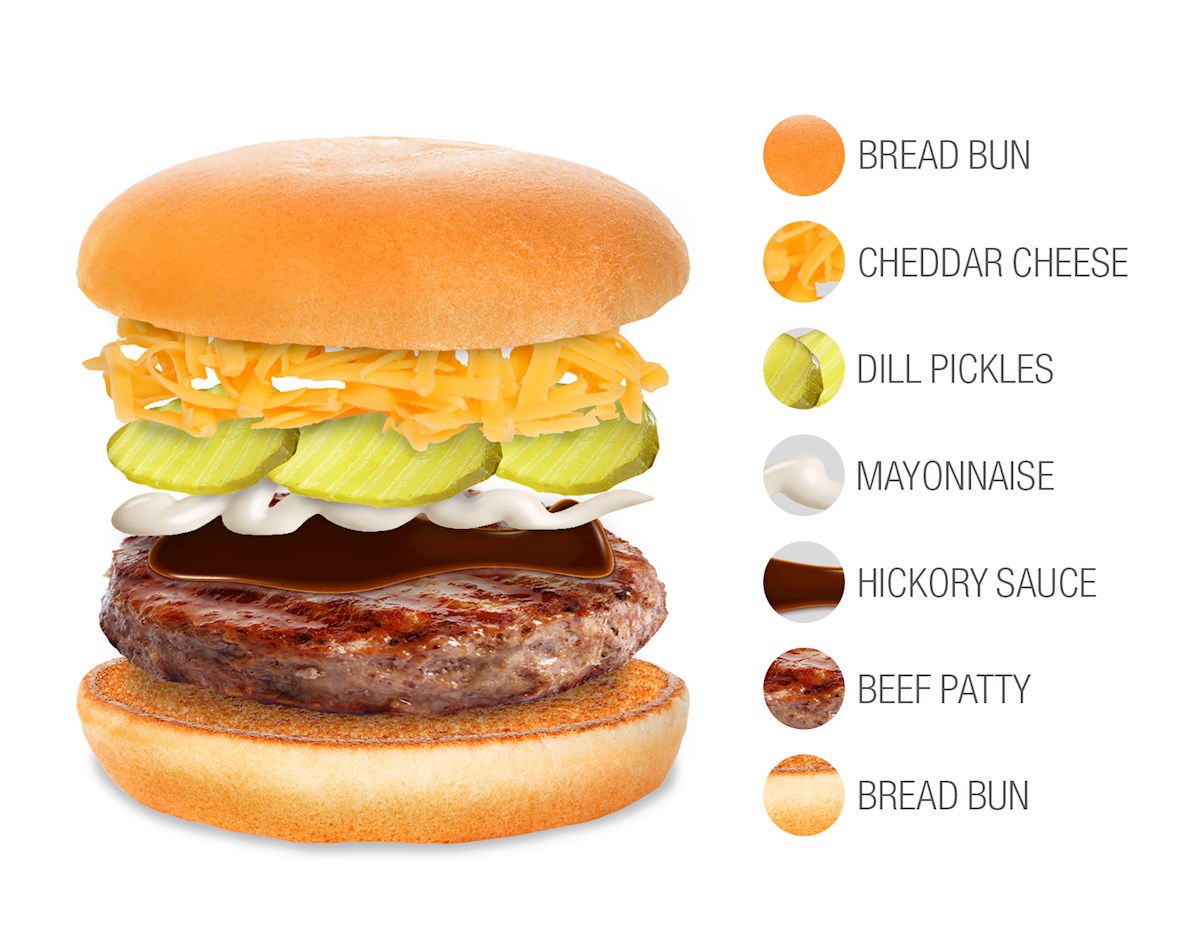 BREAD BUN
CHEDDAR CHEESE
DILL PICKLES
MAYONNAISE
HICKORY SAUCE
BEEF PATTY
BREAD BUN